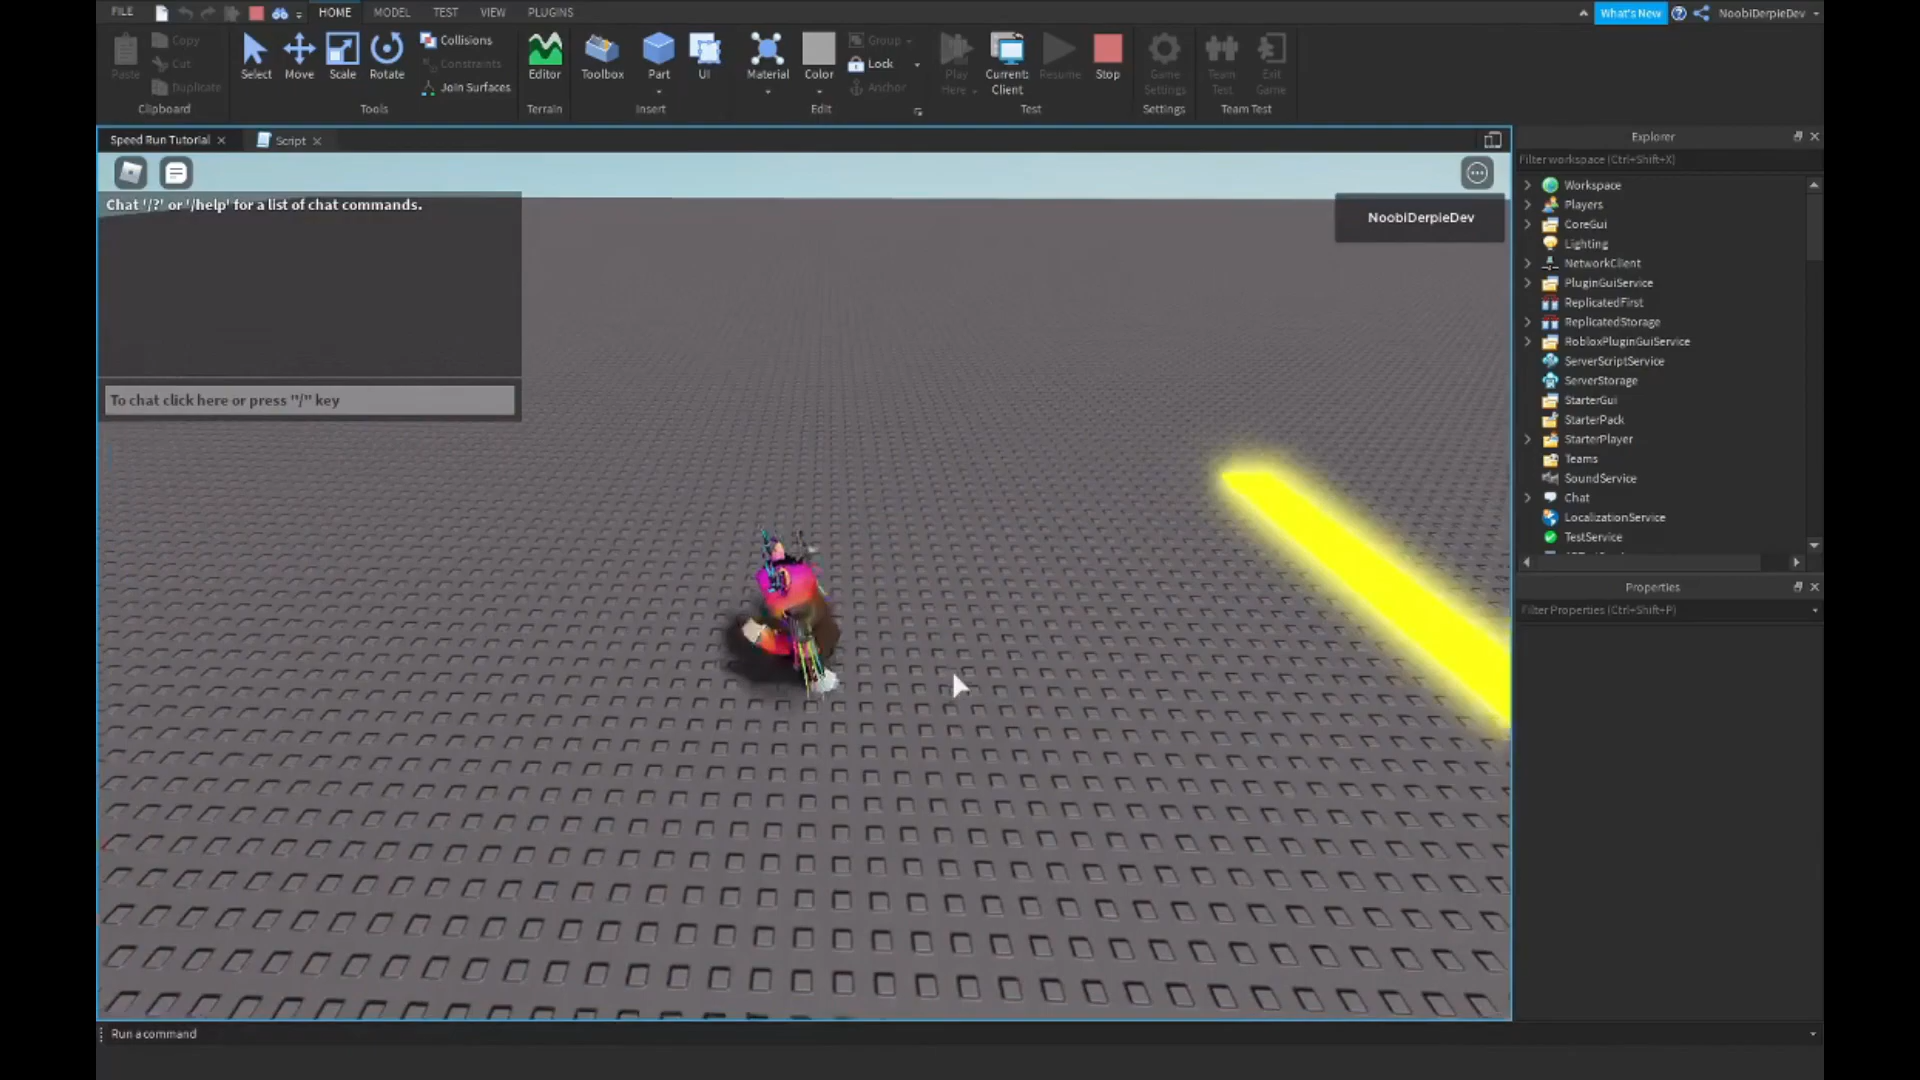 FILE HOME MODEL TEST VIEW PLUGINS What's New NoobiDerpieDev
Paste Copy Cut Duplicate
Select Move Scale Rotate
Collisions
Constraints
Join Surfaces
Editor Toolbox Part UI
Material Color
Group
Lock
Anchor
Play Here Current: Client Resume Stop
Game Settings Team Test Exit Game
Clipboard Tools Terrain Insert Edit Test Settings Team Test
Speed Run Tutorial Script
Chat '/?' or '/help' for a list of chat commands.
To chat click here or press "/" key
NoobiDerpieDev
Explorer
Filter workspace (Ctrl+Shift+X)
Workspace
Players
CoreGui
Lighting
NetworkClient
PluginGuiService
ReplicatedFirst
ReplicatedStorage
RobloxPluginGuiService
ServerScriptService
ServerStorage
StarterGui
StarterPack
StarterPlayer
Teams
SoundService
Chat
LocalizationService
TestService
Properties
Filter Properties (Ctrl+Shift+P)
Run a command